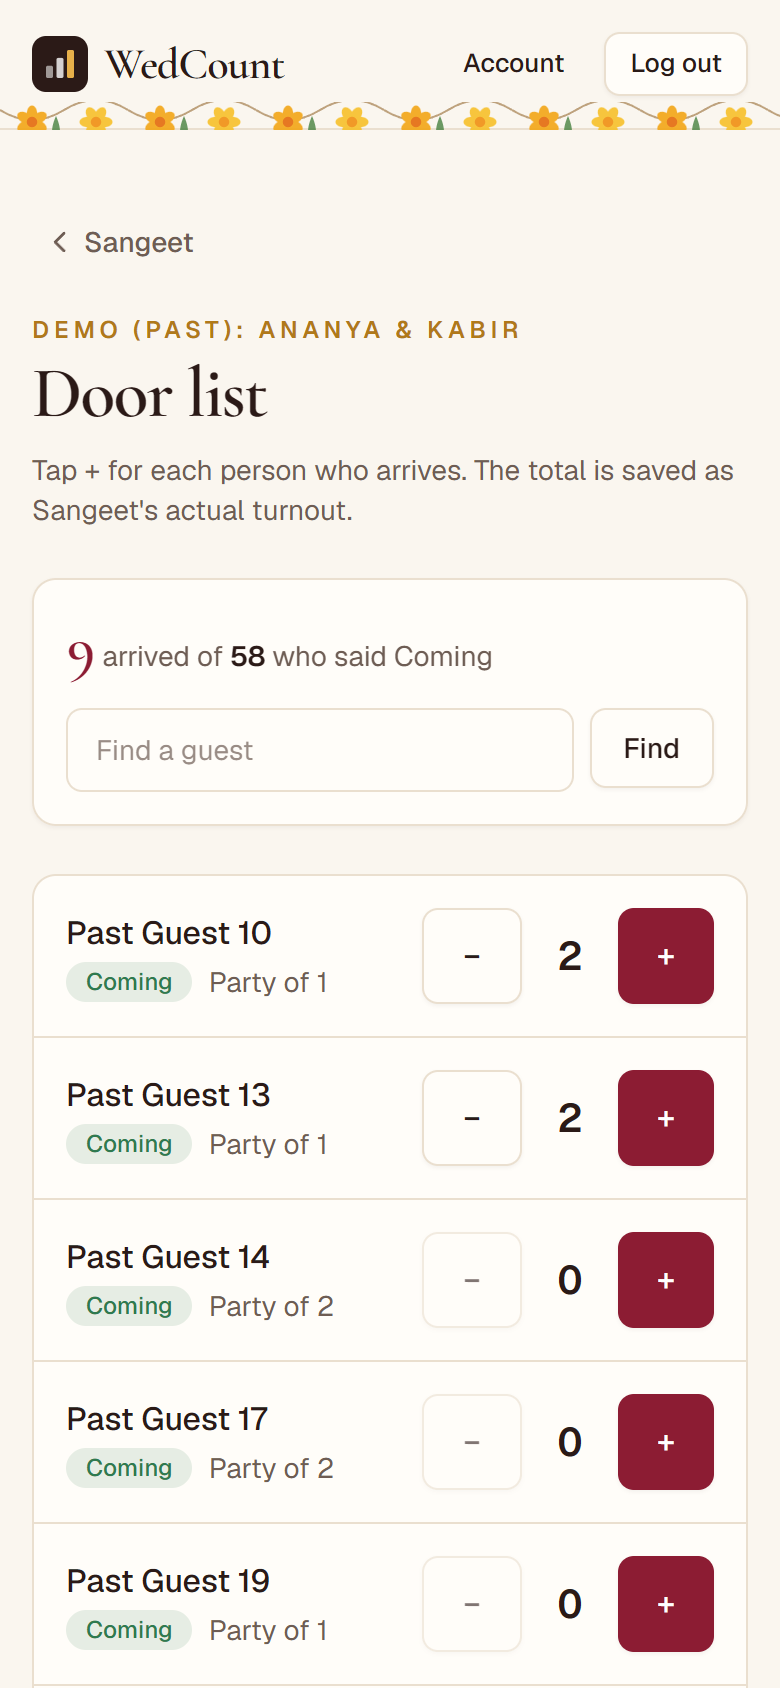 WedCount
Account
Log out
Sangeet
DEMO (PAST): ANANYA & KABIR
Door list
Tap + for each person who arrives. The total is saved as
Sangeet's actual turnout.
9 arrived of 58 who said Coming
Find a guest
Find
Past Guest 10
Coming Party of 1
– 2 +
Past Guest 13
Coming Party of 1
– 2 +
Past Guest 14
Coming Party of 2
– 0 +
Past Guest 17
Coming Party of 2
– 0 +
Past Guest 19
Coming Party of 1
– 0 +